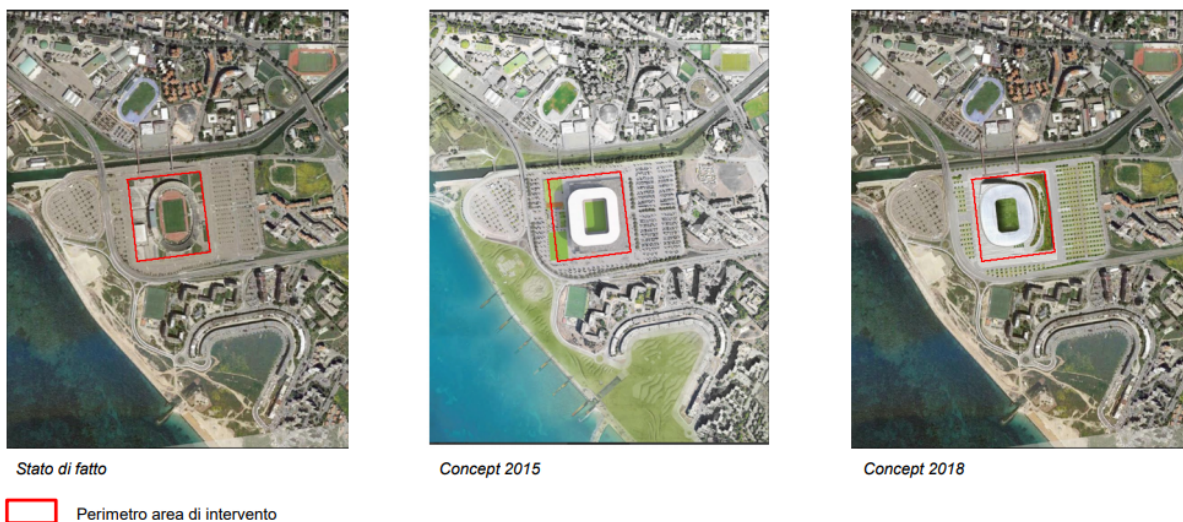 Stato di fatto
Concept 2015
Concept 2018
Perimetro area di intervento